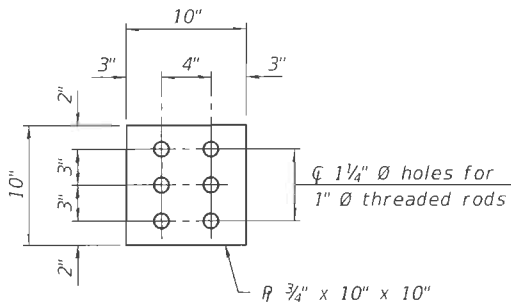 10"
3" 4" 3"
2"
10"
3"
3"
2"
℄ 1¼" Ø holes for
1" Ø threaded rods
⅊ ¾" x 10" x 10"